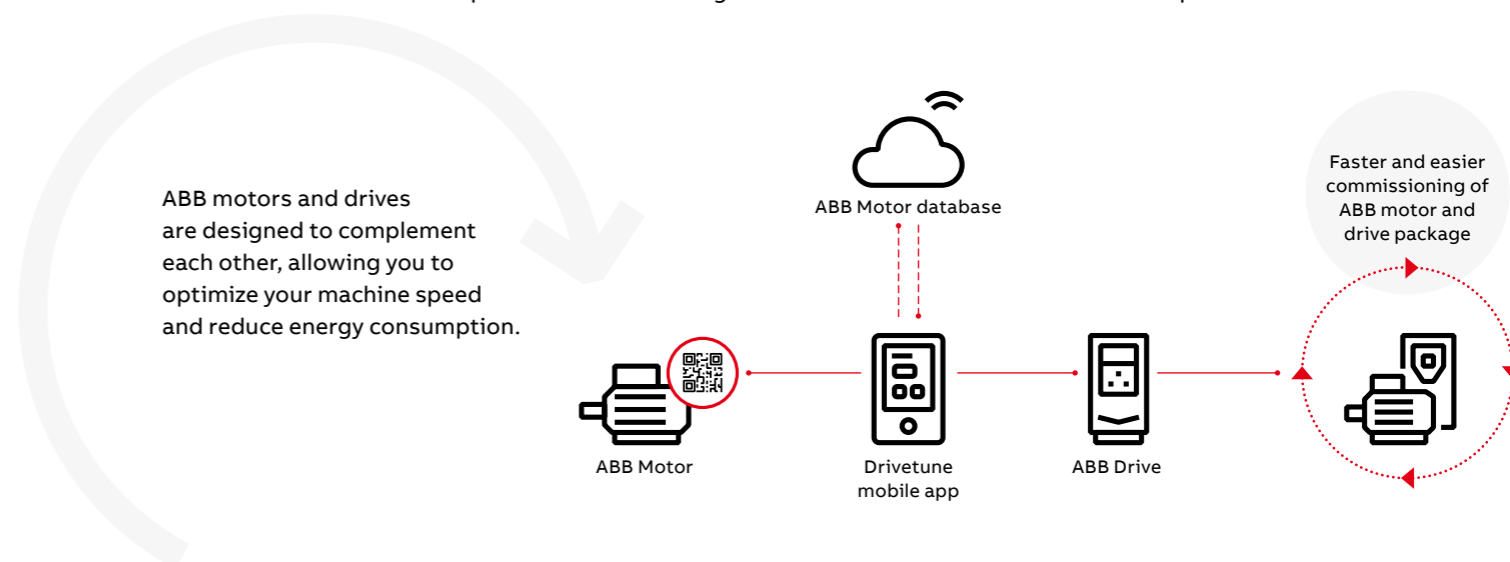 ABB motors and drives
are designed to complement
each other, allowing you to
optimize your machine speed
and reduce energy consumption.
ABB Motor database
Faster and easier
commissioning of
ABB motor and
drive package
ABB Motor
Drivetune
mobile app
ABB Drive